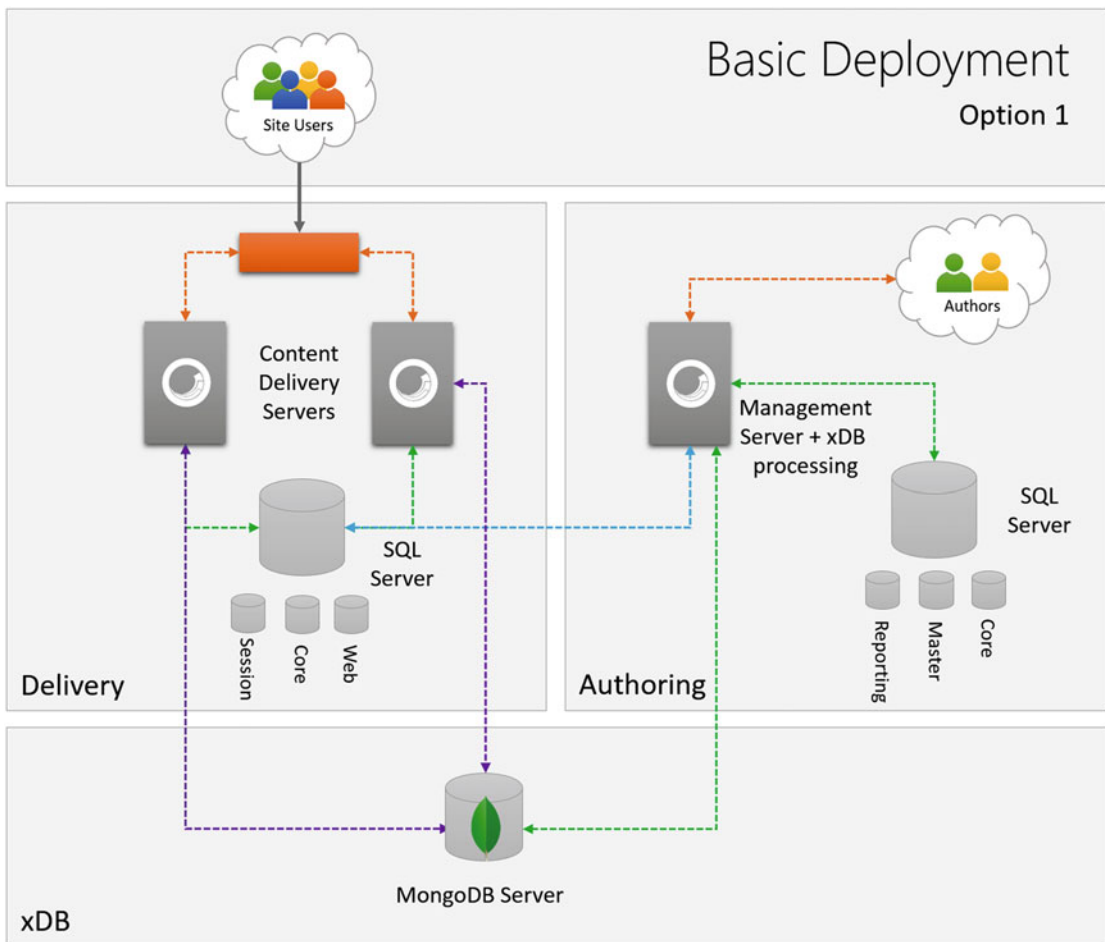 Basic Deployment
Option 1
Site Users
Content
Delivery
Servers
SQL
Server
Session
Core
Web
Delivery
Authors
Management
Server + xDB
processing
SQL
Server
Reporting
Master
Core
Authoring
MongoDB Server
xDB